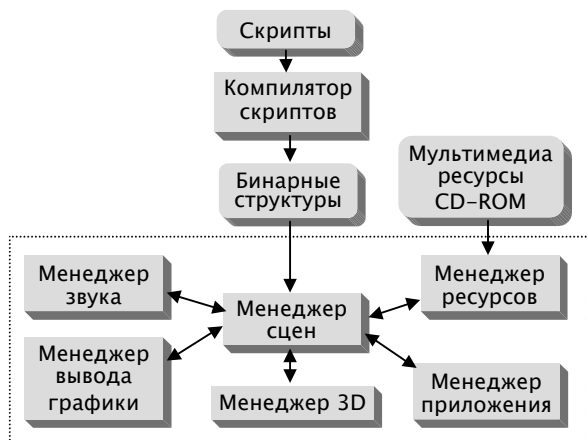 Скрипты
Компилятор
скриптов
Бинарные
структуры
Мультимедиа
ресурсы
CD-ROM
Менеджер
звука
Менеджер
сцен
Менеджер
ресурсов
Менеджер
вывода
графики
Менеджер 3D
Менеджер
приложения